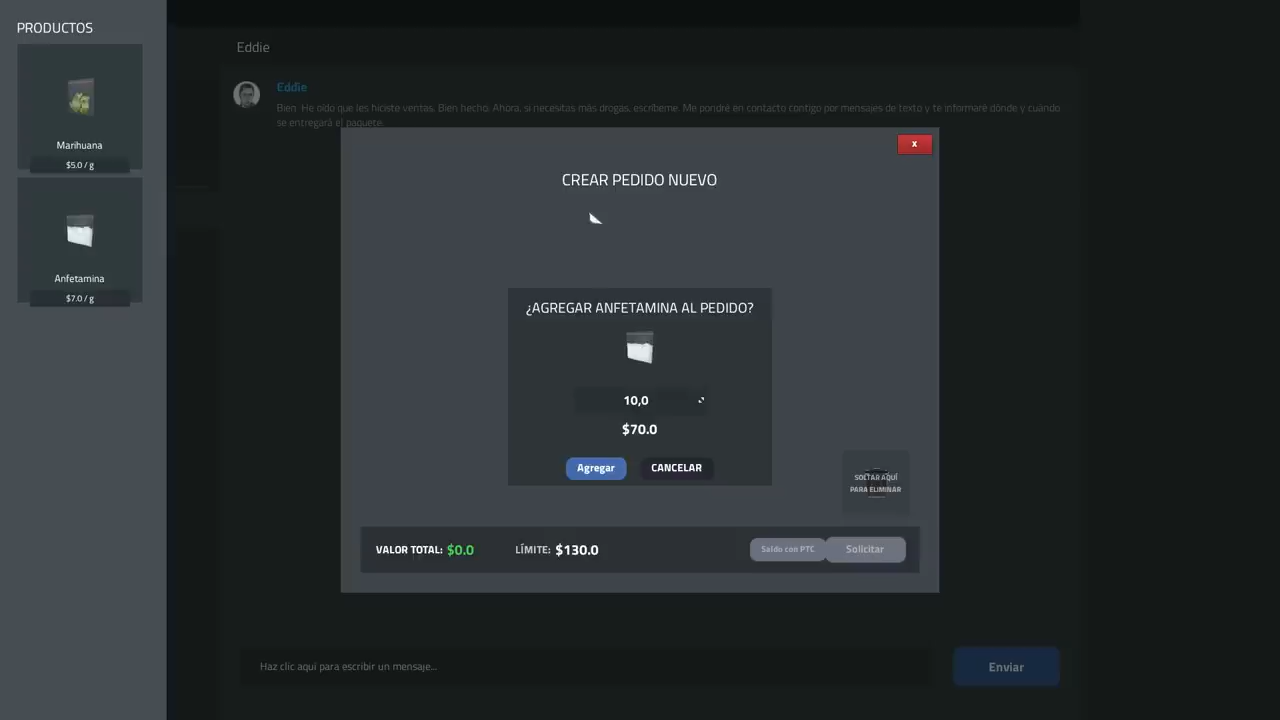 PRODUCTOS
Marihuana
$5.0 / g
Anfetamina
$7.0 / g
Eddie
Eddie
Bien. He oído que les hiciste ventas. Bien hecho. Ahora, si necesitas más drogas, escríbeme. Me pondré en contacto contigo por mensajes de texto y te informaré dónde y cuándo
se entregará el paquete.
x
CREAR PEDIDO NUEVO
¿AGREGAR ANFETAMINA AL PEDIDO?
10,0
$70.0
Agregar
CANCELAR
SOLTAR AQUÍ
PARA ELIMINAR
VALOR TOTAL: $0.0
LÍMITE: $130.0
Saldo con PTC
Solicitar
Haz clic aquí para escribir un mensaje...
Enviar